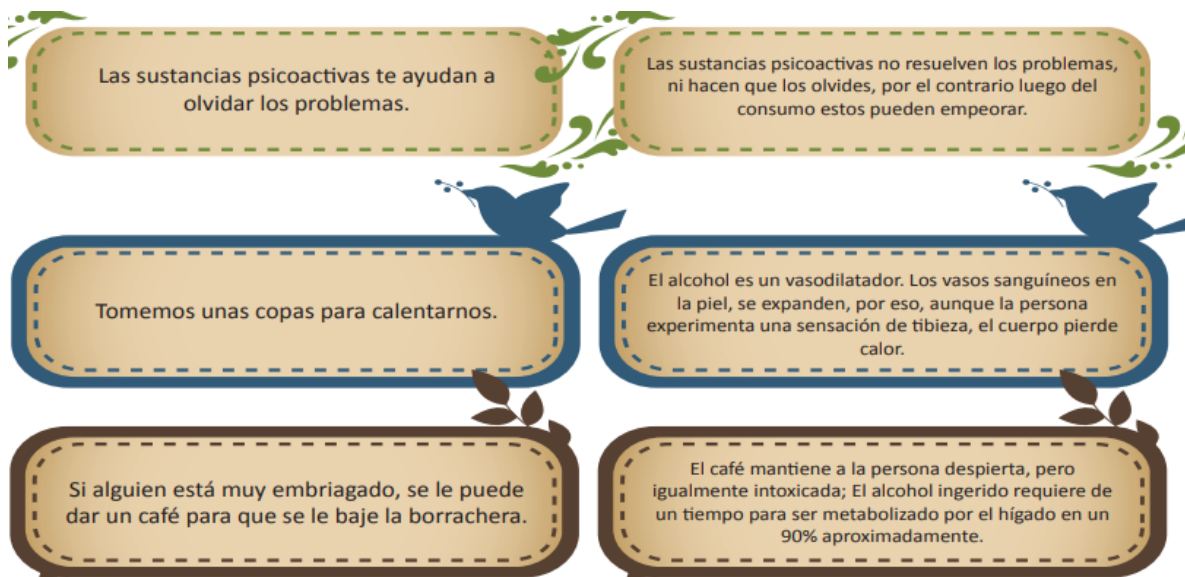 Las sustancias psicoactivas te ayudan a
olvidar los problemas.
Las sustancias psicoactivas no resuelven los problemas,
ni hacen que los olvides, por el contrario luego del
consumo estos pueden empeorar.
Tomemos unas copas para calentarnos.
El alcohol es un vasodilatador. Los vasos sanguíneos en
la piel, se expanden, por eso, aunque la persona
experimenta una sensación de tibieza, el cuerpo pierde
calor.
Si alguien está muy embriagado, se le puede
dar un café para que se le baje la borrachera.
El café mantiene a la persona despierta, pero
igualmente intoxicada; El alcohol ingerido requiere de
un tiempo para ser metabolizado por el hígado en un
90% aproximadamente.